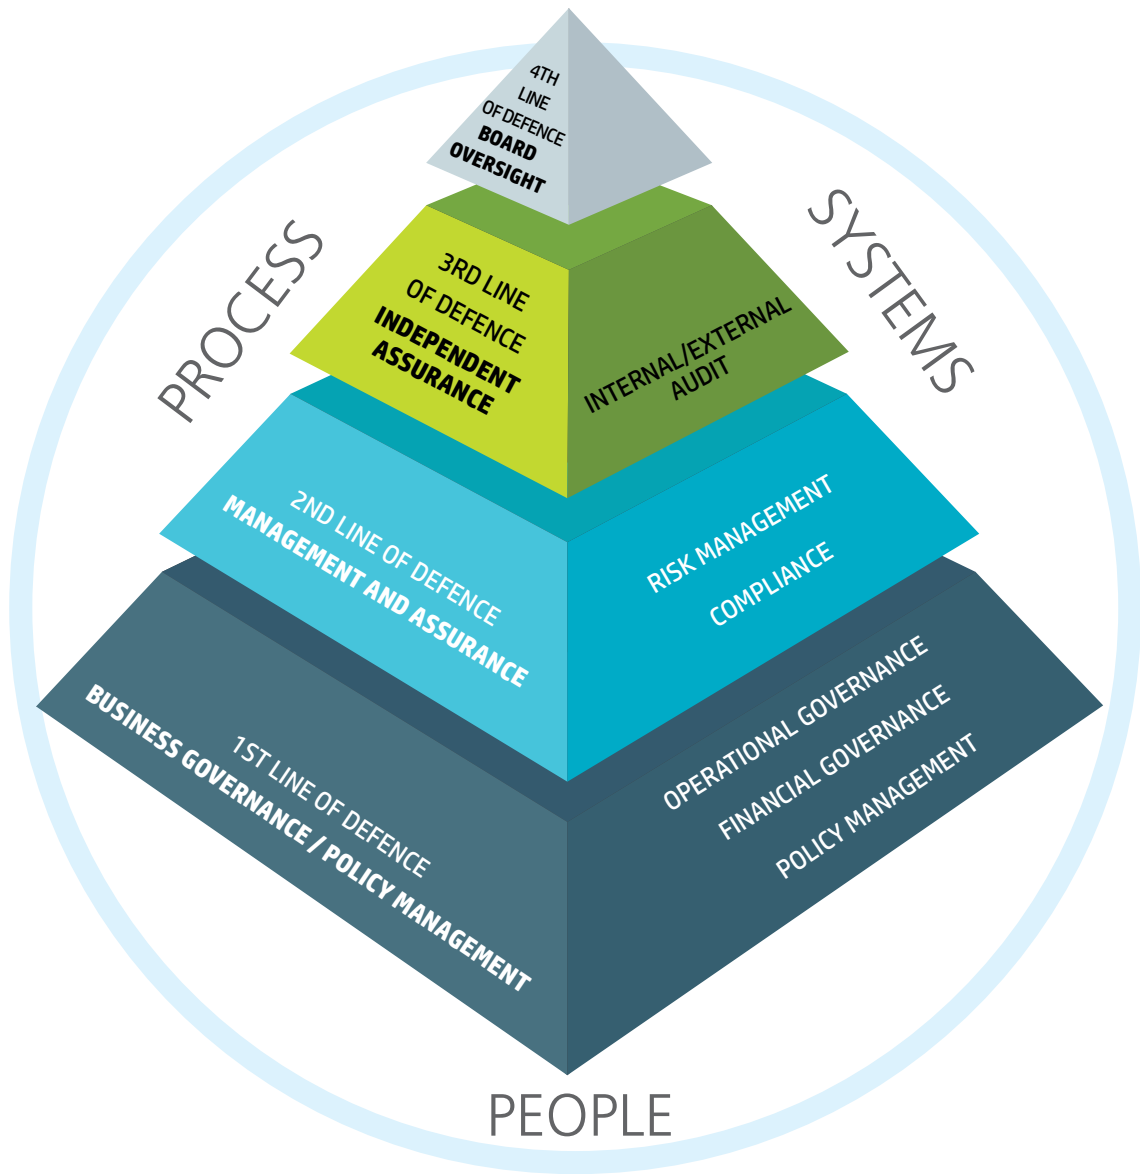 4TH
LINE
OF DEFENCE
BOARD
OVERSIGHT
PROCESS
SYSTEMS
3RD LINE
OF DEFENCE
INDEPENDENT
ASSURANCE
INTERNAL/EXTERNAL
AUDIT
2ND LINE OF DEFENCE
MANAGEMENT AND ASSURANCE
RISK MANAGEMENT
COMPLIANCE
1ST LINE OF DEFENCE
BUSINESS GOVERNANCE / POLICY MANAGEMENT
OPERATIONAL GOVERNANCE
FINANCIAL GOVERNANCE
POLICY MANAGEMENT
PEOPLE